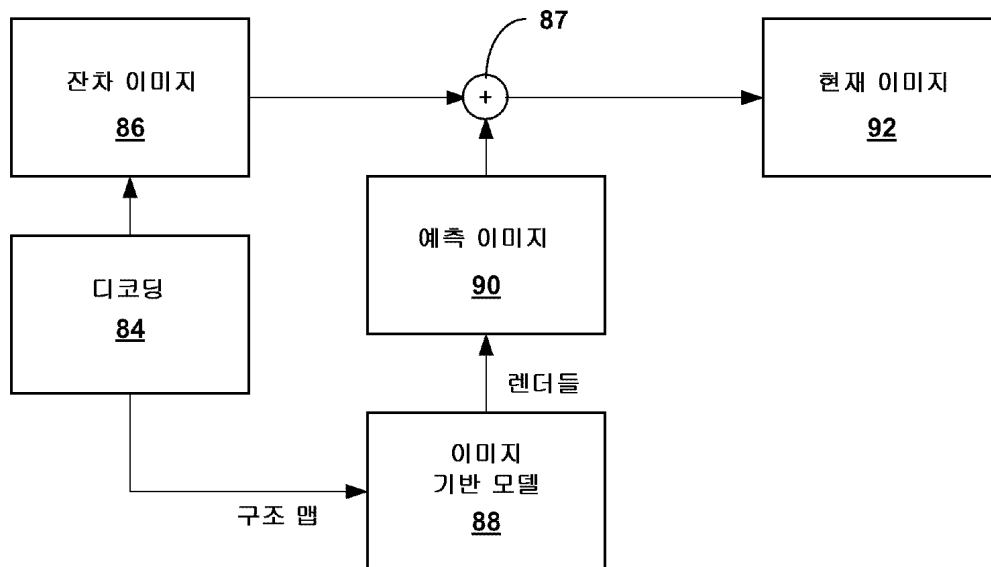 87
잔차 이미지
86
+
현재 이미지
92
디코딩
84
예측 이미지
90
렌더들
이미지
기반 모델
88
구조 맵